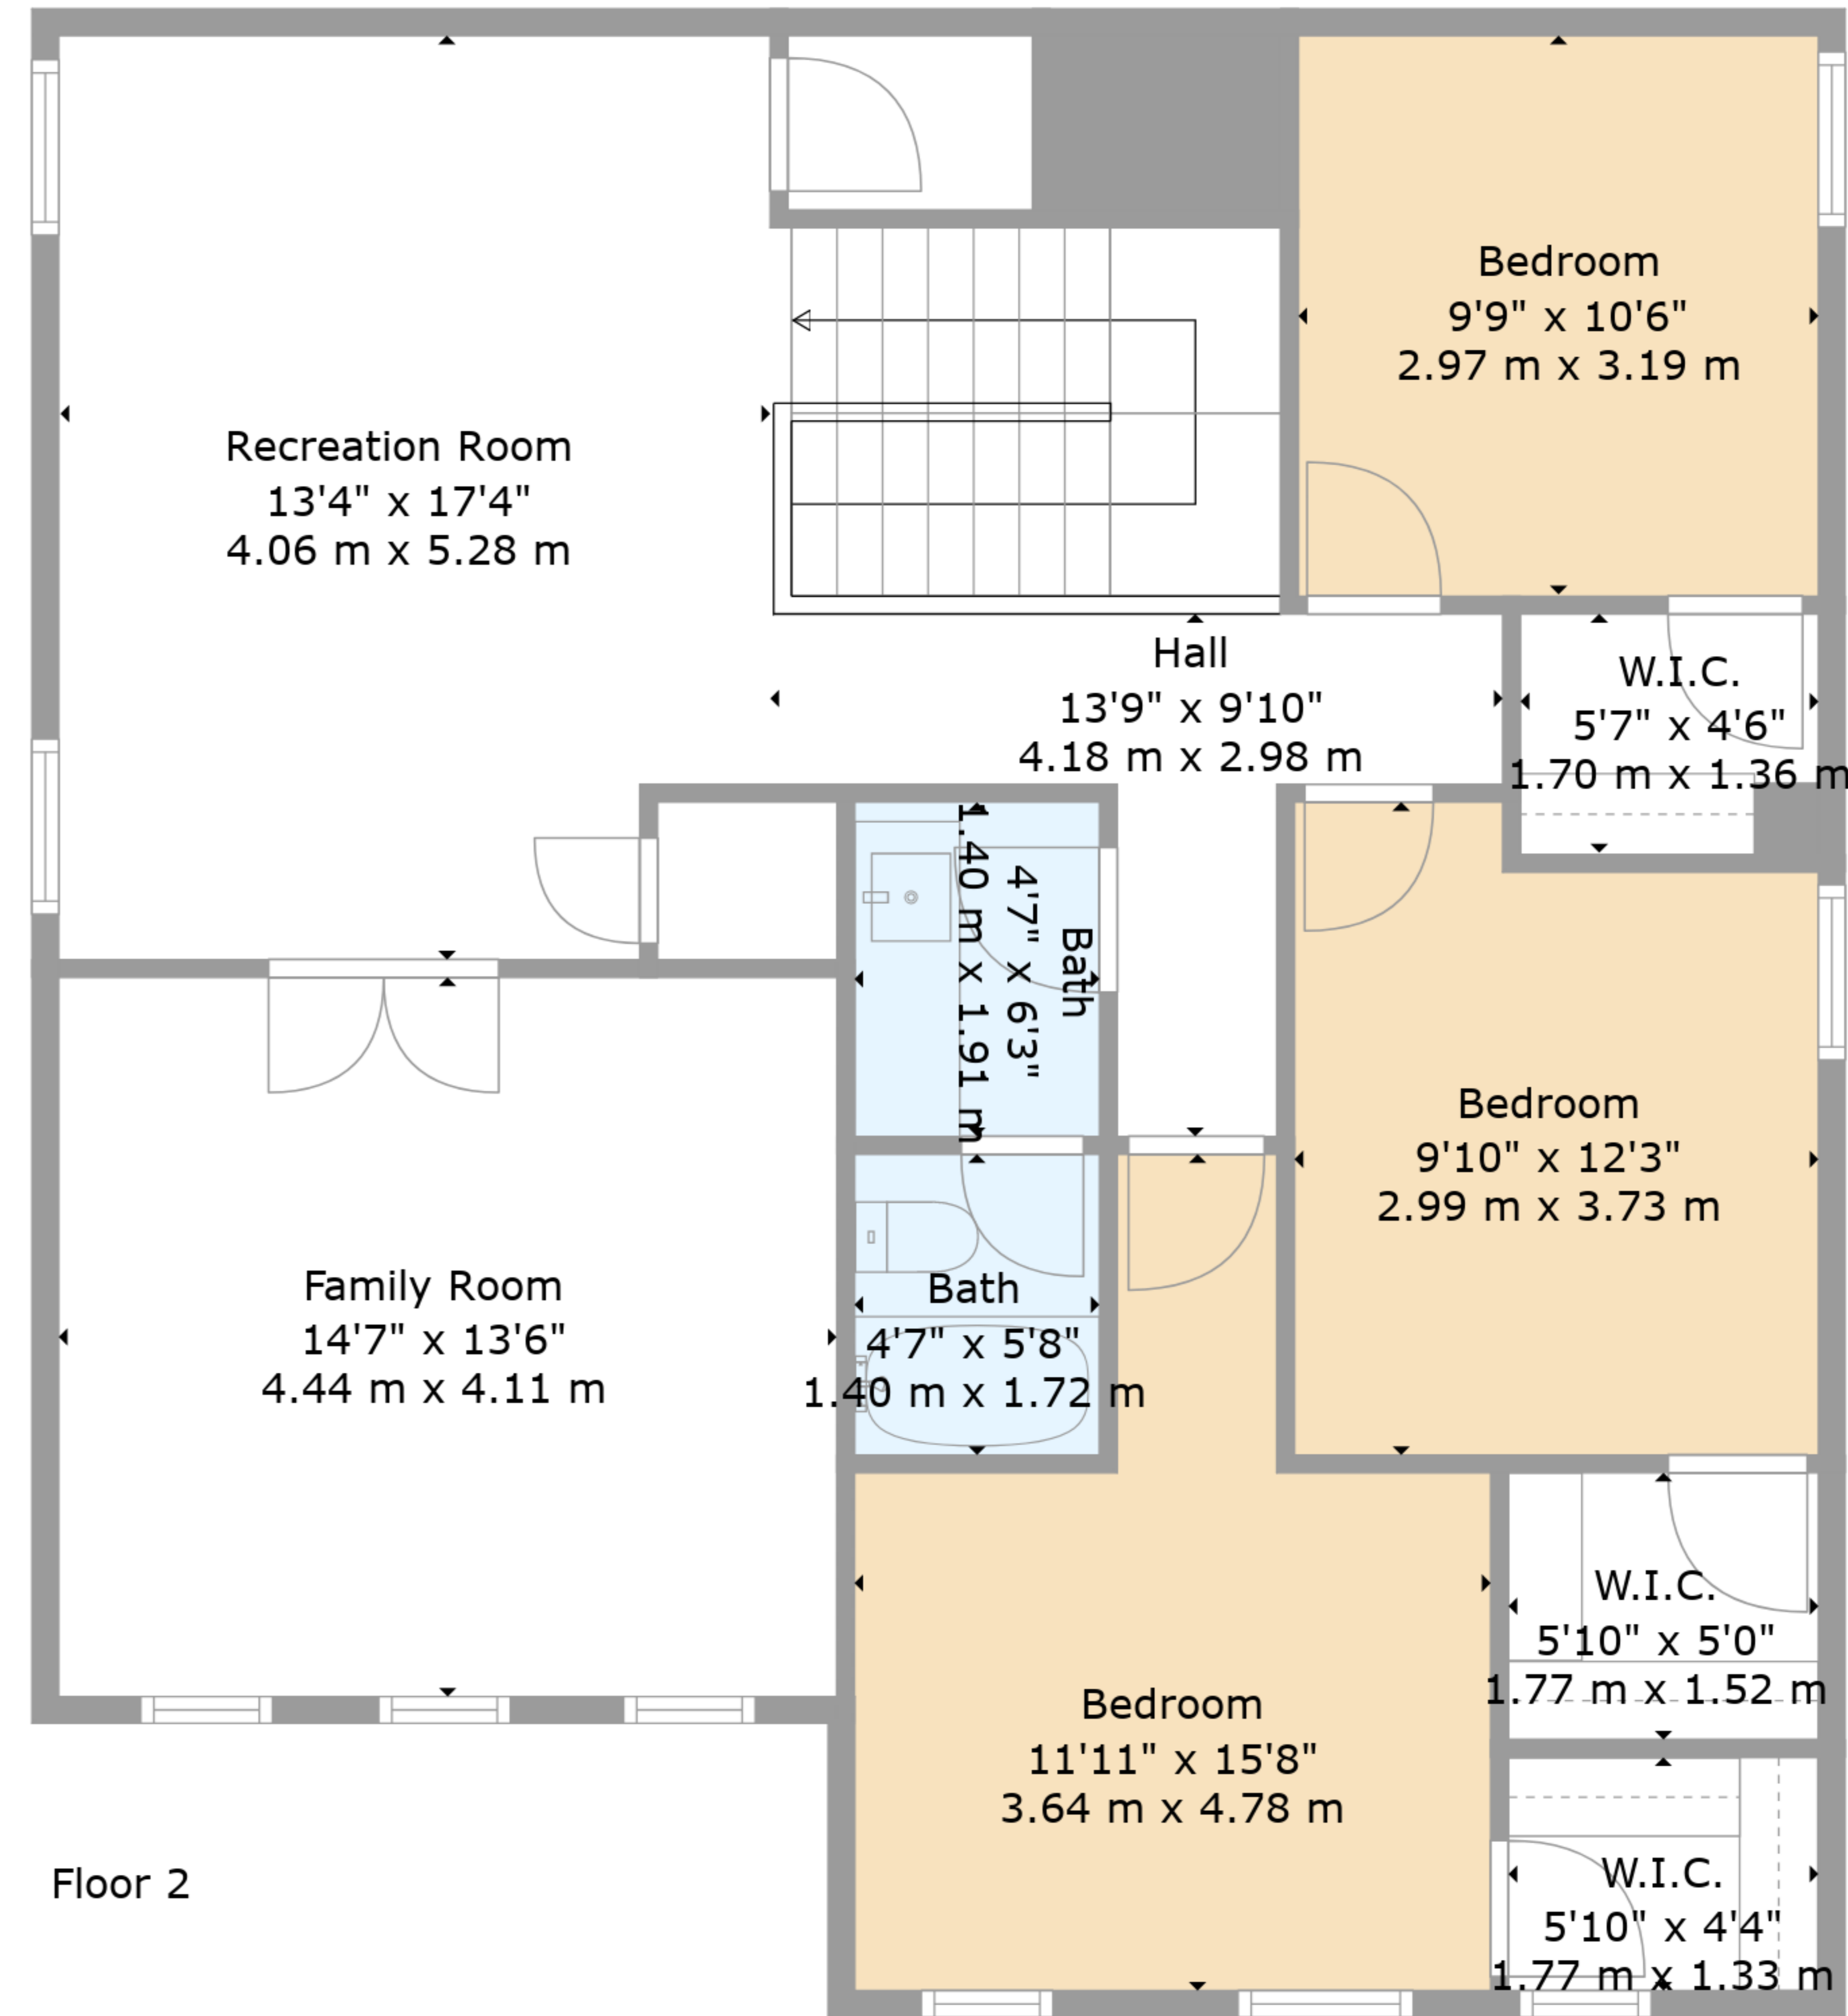 Bedroom
9'9" x 10'6"
2.97 m x 3.19 m
Recreation Room
13'4" x 17'4"
4.06 m x 5.28 m
Hall
13'9" x 9'10"
4.18 m x 2.98 m
W.I.C.
5'7" x 4'6"
1.70 m x 1.36 m
Bath
4'7" x 6'3"
1.40 m x 1.91 m
Bedroom
9'10" x 12'3"
2.99 m x 3.73 m
Family Room
14'7" x 13'6"
4.44 m x 4.11 m
Bath
4'7" x 5'8"
1.40 m x 1.72 m
W.I.C.
5'10" x 5'0"
1.77 m x 1.52 m
Bedroom
11'11" x 15'8"
3.64 m x 4.78 m
W.I.C.
5'10" x 4'4"
1.77 m x 1.33 m
Floor 2